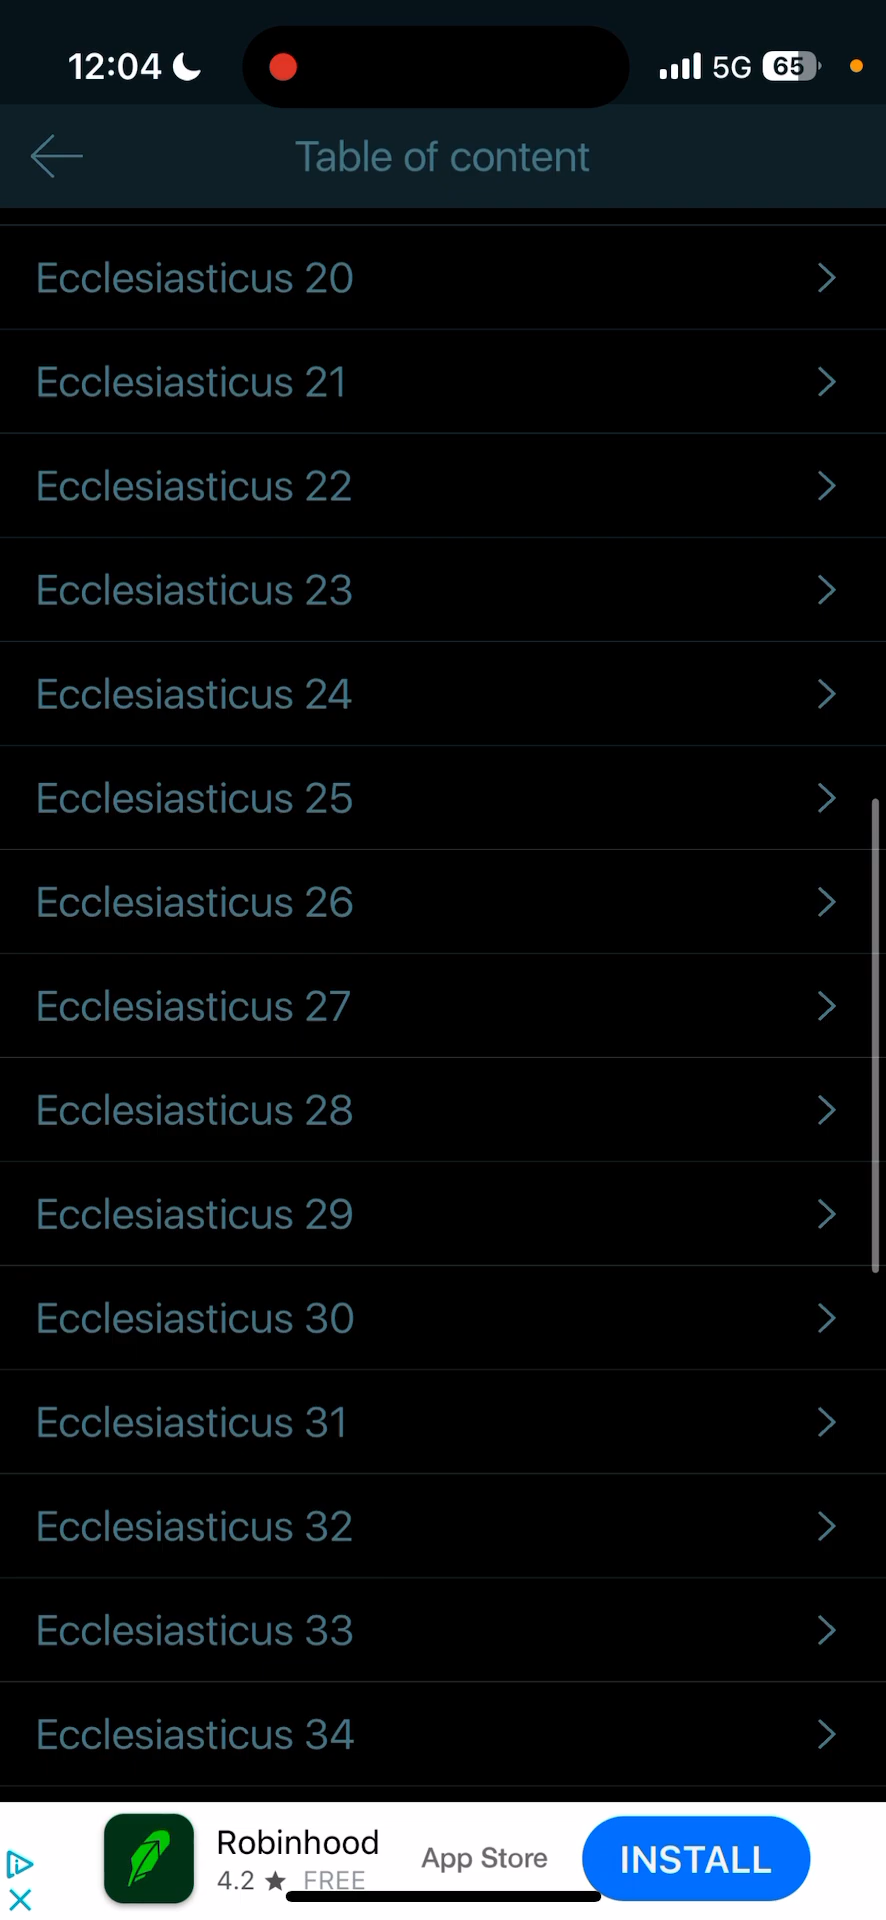 12:04 5G 65
Table of content
Ecclesiasticus 20
Ecclesiasticus 21
Ecclesiasticus 22
Ecclesiasticus 23
Ecclesiasticus 24
Ecclesiasticus 25
Ecclesiasticus 26
Ecclesiasticus 27
Ecclesiasticus 28
Ecclesiasticus 29
Ecclesiasticus 30
Ecclesiasticus 31
Ecclesiasticus 32
Ecclesiasticus 33
Ecclesiasticus 34
Robinhood
4.2 ★ FREE
App Store
INSTALL